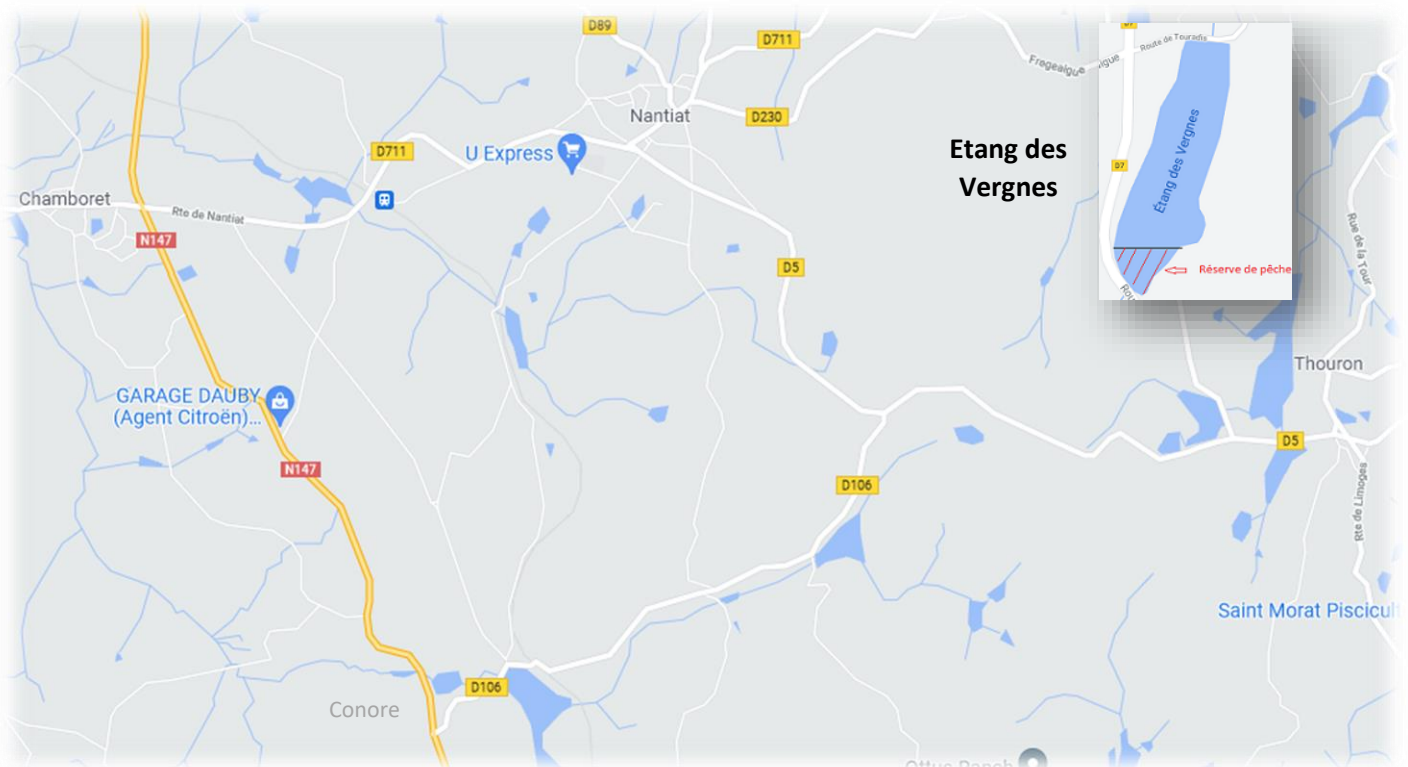 D89
D711
D7
Route de Touradis
Frogeaigue
Nantiat
D230
D711
U Express
Etang des
Vergnes
D7
Étang des Vergnes
Chamboret
Rte de Nantiat
N147
D5
Réserve de pêche
Rue de la Tour
Thouron
GARAGE DAUBY
(Agent Citroën)...
N147
D5
D106
Rte de Limoges
Saint Morat Piscicul
D106
Conore